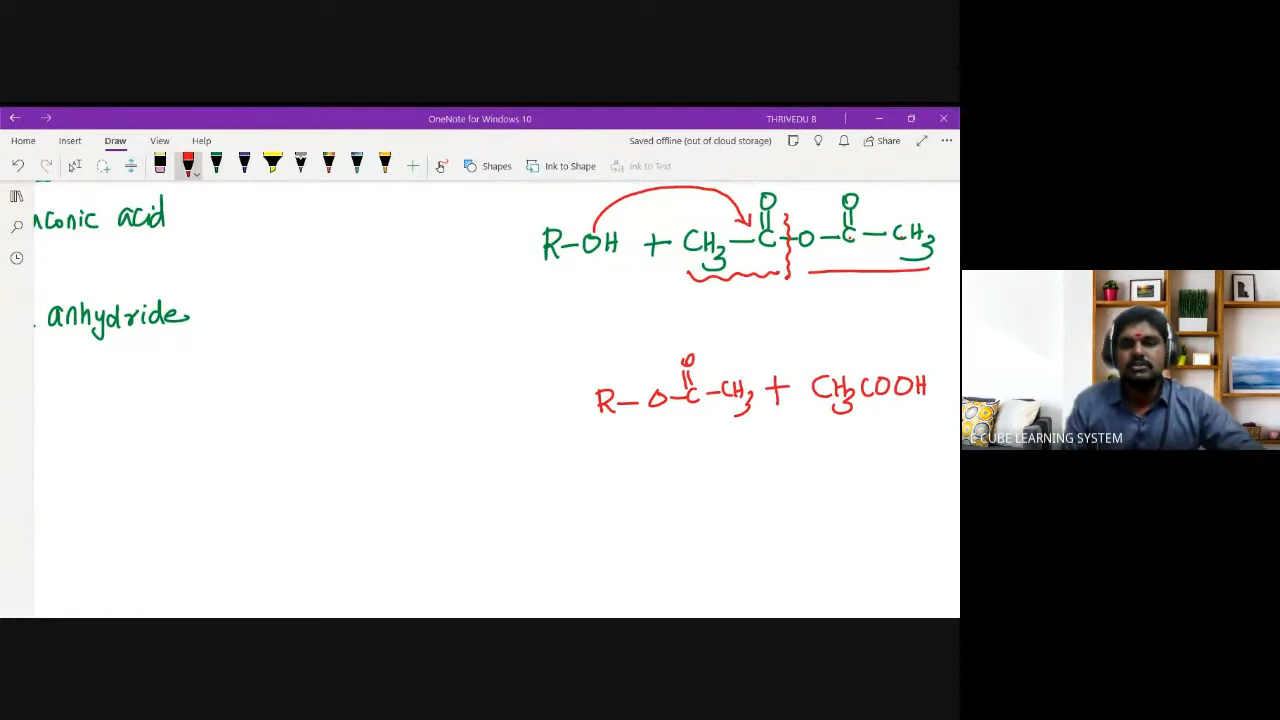 OneNote for Windows 10
THRIVEDU B
Home Insert Draw View Help
Saved offline (out of cloud storage)
Share
Shapes Ink to Shape Ink to Text
aconic acid
anhydride
R-OH + CH3-C(=O)-O-C(=O)-CH3
R-O-C(=O)-CH3 + CH3COOH
E CUBE LEARNING SYSTEM